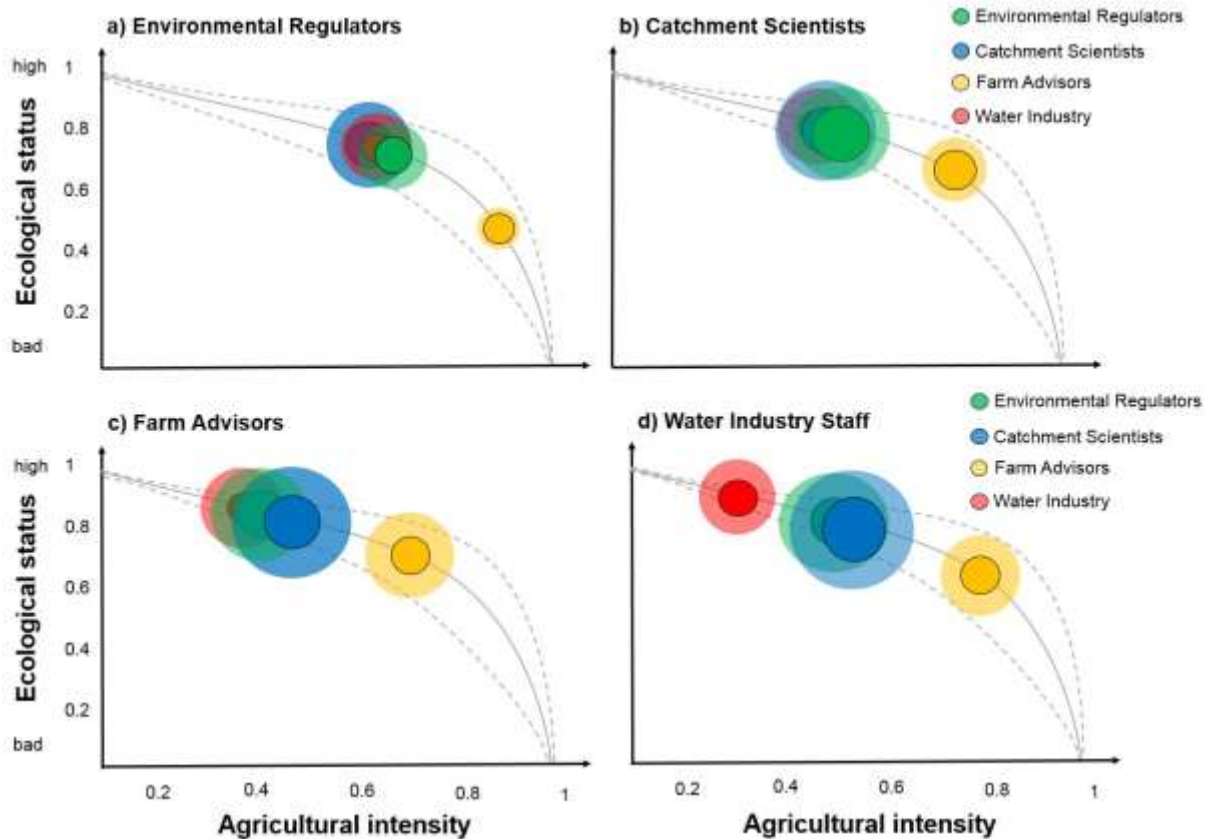 a) Environmental Regulators
b) Catchment Scientists
Environmental Regulators
Catchment Scientists
Farm Advisors
Water Industry
Ecological status
high
1
0.8
0.6
0.4
0.2
bad
c) Farm Advisors
d) Water Industry Staff
Environmental Regulators
Catchment Scientists
Farm Advisors
Water Industry
Ecological status
high
1
0.8
0.6
0.4
0.2
bad
0.2 0.4 0.6 0.8 1
Agricultural intensity
0.2 0.4 0.6 0.8 1
Agricultural intensity